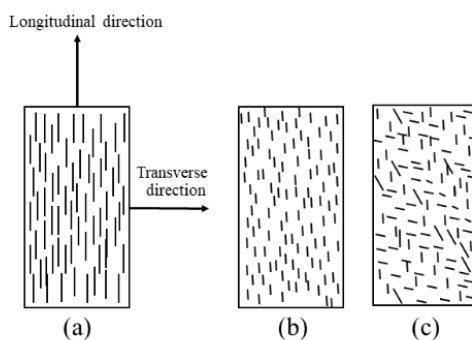 Longitudinal direction
Transverse
direction
(a)
(b)
(c)